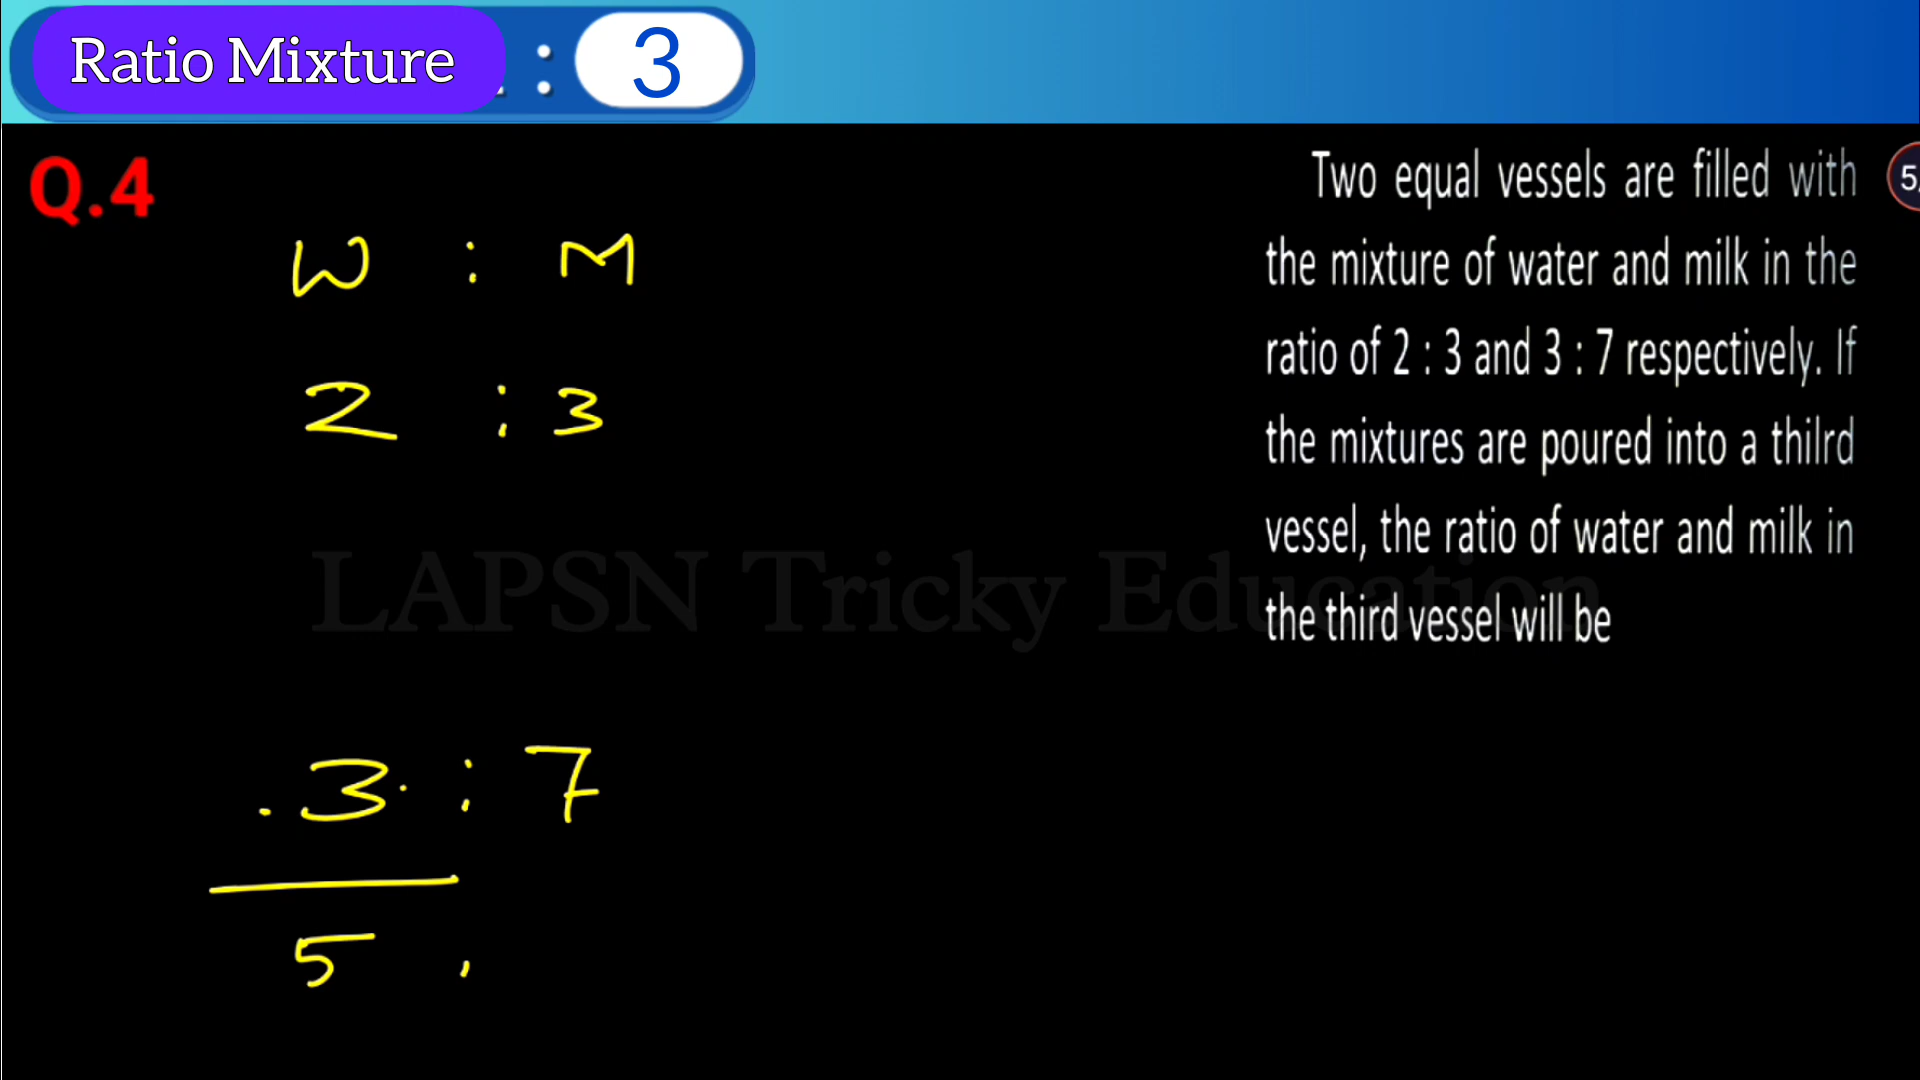 Ratio Mixture : 3
Q.4
Two equal vessels are filled with
the mixture of water and milk in the
ratio of 2 : 3 and 3 : 7 respectively. If
the mixtures are poured into a thilrd
vessel, the ratio of water and milk in
the third vessel will be
W : M
2 : 3
LAPSN Tricky Education
.3. : 7
5 ,
5.